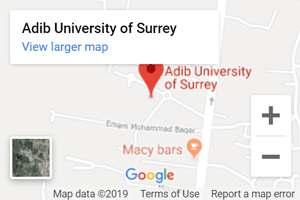 Adib University of Surrey
View larger map
Adib University
of Surrey
Emam Mohammad Baqer
Macy bars
+
−
Google
Map data ©2019 Terms of Use Report a map error